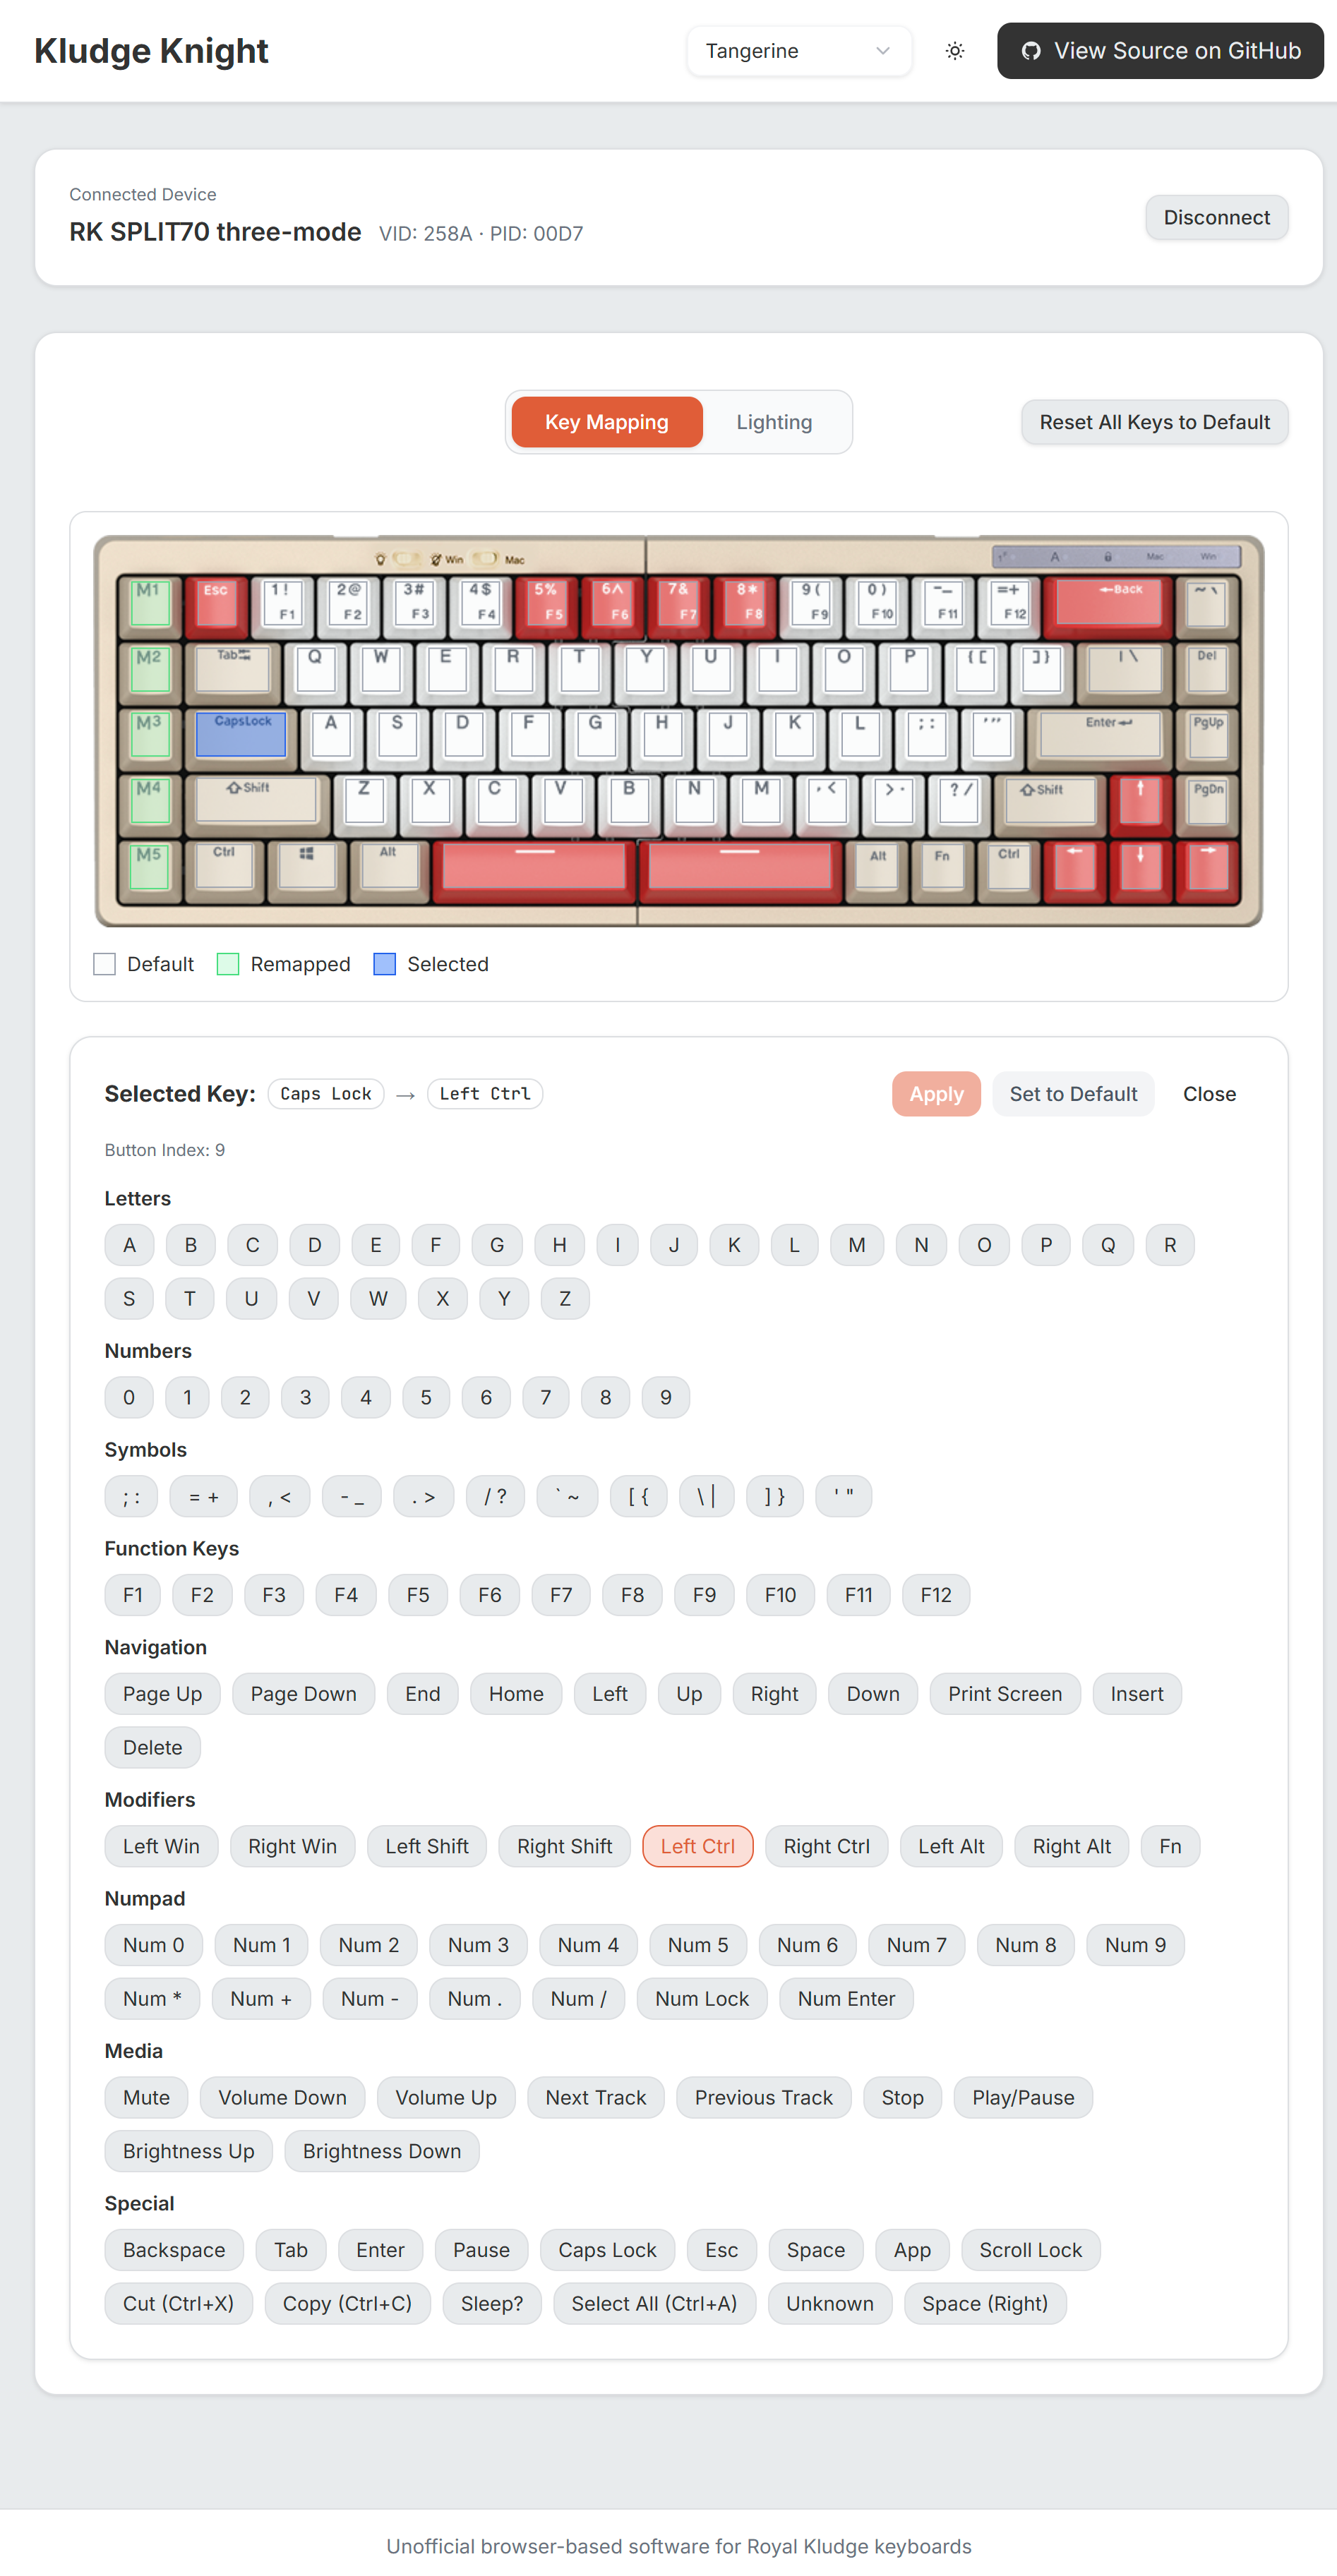 Kludge Knight
Tangerine
View Source on GitHub
Connected Device
RK SPLIT70 three-mode VID: 258A · PID: 00D7
Disconnect
Key Mapping Lighting
Reset All Keys to Default
Win Mac
A Mac Win
M1 Esc 1! F1 2@ F2 3# F3 4$ F4 5% F5 6^ F6 7& F7 8* F8 9( F9 0) F10 -_ F11 =+ F12 ←Back ~ \
M2 Tab Q W E R T Y U I O P {[ ]} | \ Del
M3 CapsLock A S D F G H J K L ;: '" Enter↵ PgUp
M4 ⇧Shift Z X C V B N M ,< >. ?/ ⇧Shift ↑ PgDn
M5 Ctrl Alt Alt Fn Ctrl ← ↓ →
Default Remapped Selected
Selected Key: Caps Lock → Left Ctrl
Apply Set to Default Close
Button Index: 9
Letters
A B C D E F G H I J K L M N O P Q R
S T U V W X Y Z
Numbers
0 1 2 3 4 5 6 7 8 9
Symbols
; : = + , < - _ . > / ? ` ~ [ { \ | ] } ' "
Function Keys
F1 F2 F3 F4 F5 F6 F7 F8 F9 F10 F11 F12
Navigation
Page Up Page Down End Home Left Up Right Down Print Screen Insert
Delete
Modifiers
Left Win Right Win Left Shift Right Shift Left Ctrl Right Ctrl Left Alt Right Alt Fn
Numpad
Num 0 Num 1 Num 2 Num 3 Num 4 Num 5 Num 6 Num 7 Num 8 Num 9
Num * Num + Num - Num . Num / Num Lock Num Enter
Media
Mute Volume Down Volume Up Next Track Previous Track Stop Play/Pause
Brightness Up Brightness Down
Special
Backspace Tab Enter Pause Caps Lock Esc Space App Scroll Lock
Cut (Ctrl+X) Copy (Ctrl+C) Sleep? Select All (Ctrl+A) Unknown Space (Right)
Unofficial browser-based software for Royal Kludge keyboards